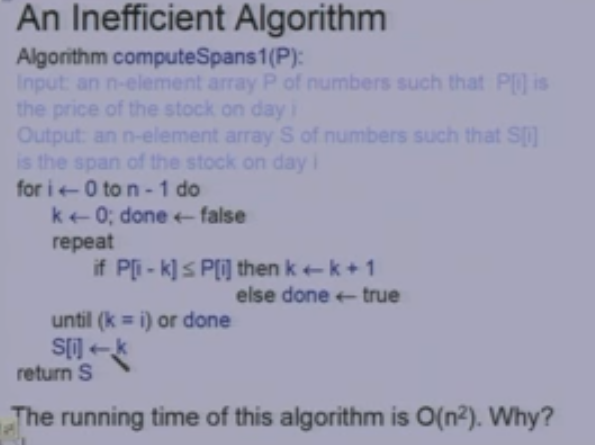 An Inefficient Algorithm
Algorithm computeSpans1(P):
Input: an n-element array P of numbers such that P[i] is
the price of the stock on day i
Output: an n-element array S of numbers such that S[i]
is the span of the stock on day i
for i ← 0 to n - 1 do
k ← 0; done ← false
repeat
if P[i - k] ≤ P[i] then k ← k + 1
else done ← true
until (k = i) or done
S[i] ← k
return S
The running time of this algorithm is O(n²). Why?